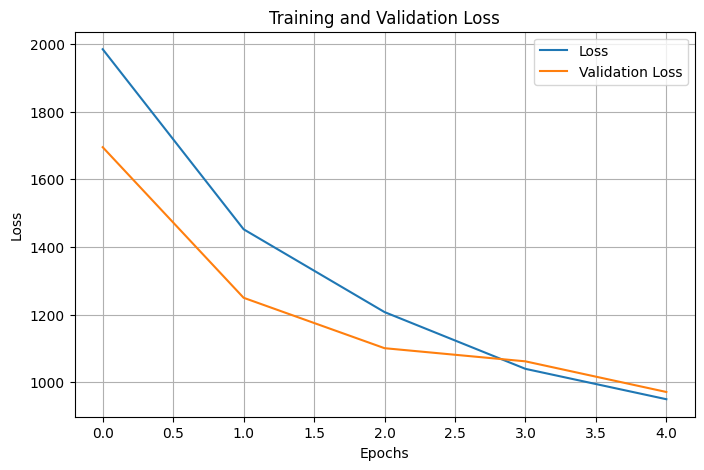 Training and Validation Loss
Loss
Validation Loss
2000
1800
1600
1400
1200
1000
Loss
0.0 0.5 1.0 1.5 2.0 2.5 3.0 3.5 4.0
Epochs